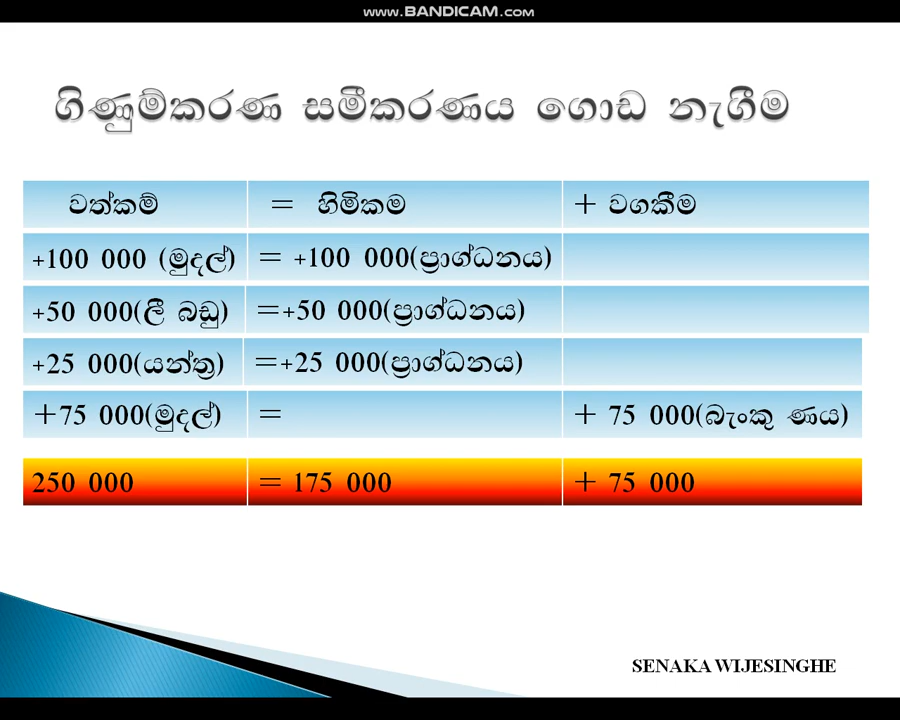 www.BANDICAM.com
ගිණුම්කරණ සමීකරණය ගොඩ නැගීම
වත්කම් = හිමිකම + වගකීම
+100 000 (මුදල්) = +100 000(ප්‍රාග්ධනය)
+50 000(ලී බඩු) =+50 000(ප්‍රාග්ධනය)
+25 000(යන්ත්‍ර) =+25 000(ප්‍රාග්ධනය)
+75 000(මුදල්) = + 75 000(බැංකු ණය)
250 000 = 175 000 + 75 000
SENAKA WIJESINGHE